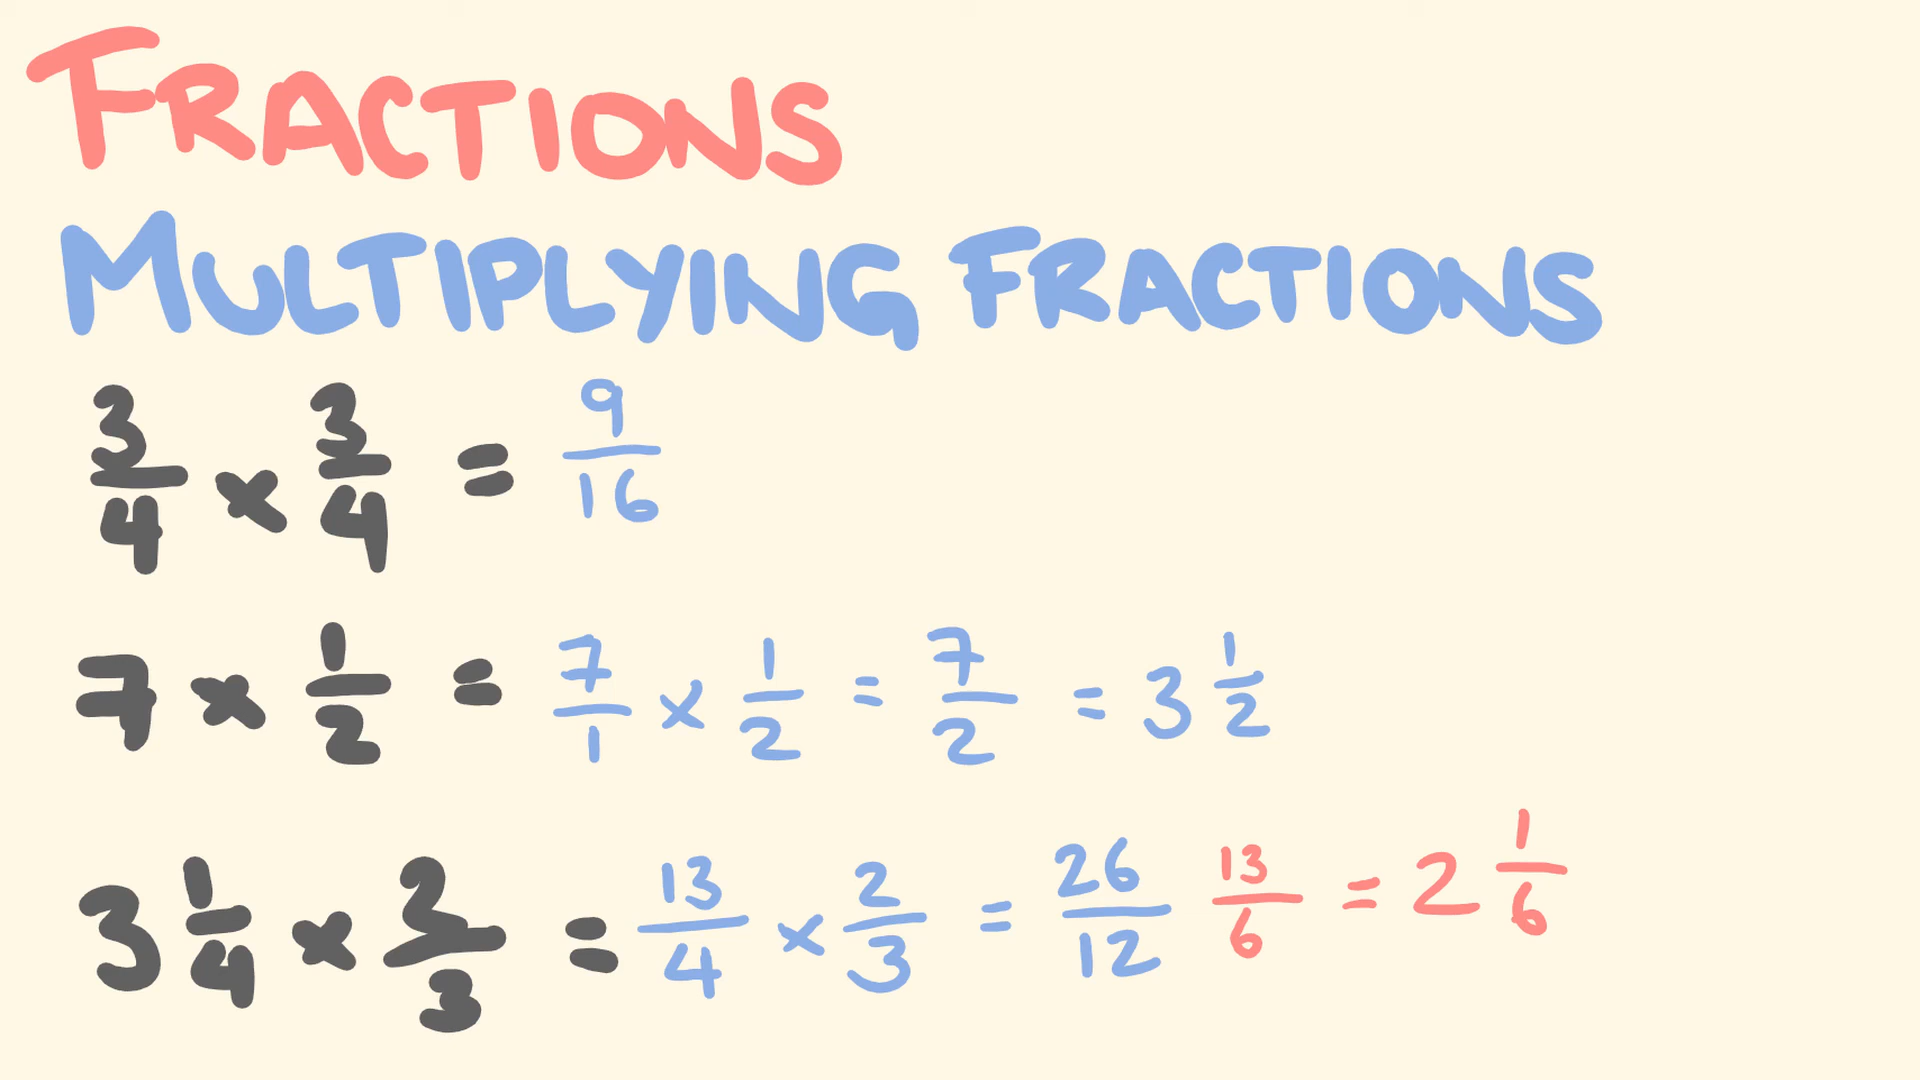 FRACTIONS
MULTIPLYING FRACTIONS
3/4 × 3/4 = 9/16
7 × 1/2 = 7/1 × 1/2 = 7/2 = 3 1/2
3 1/4 × 2/3 = 13/4 × 2/3 = 26/12 13/6 = 2 1/6